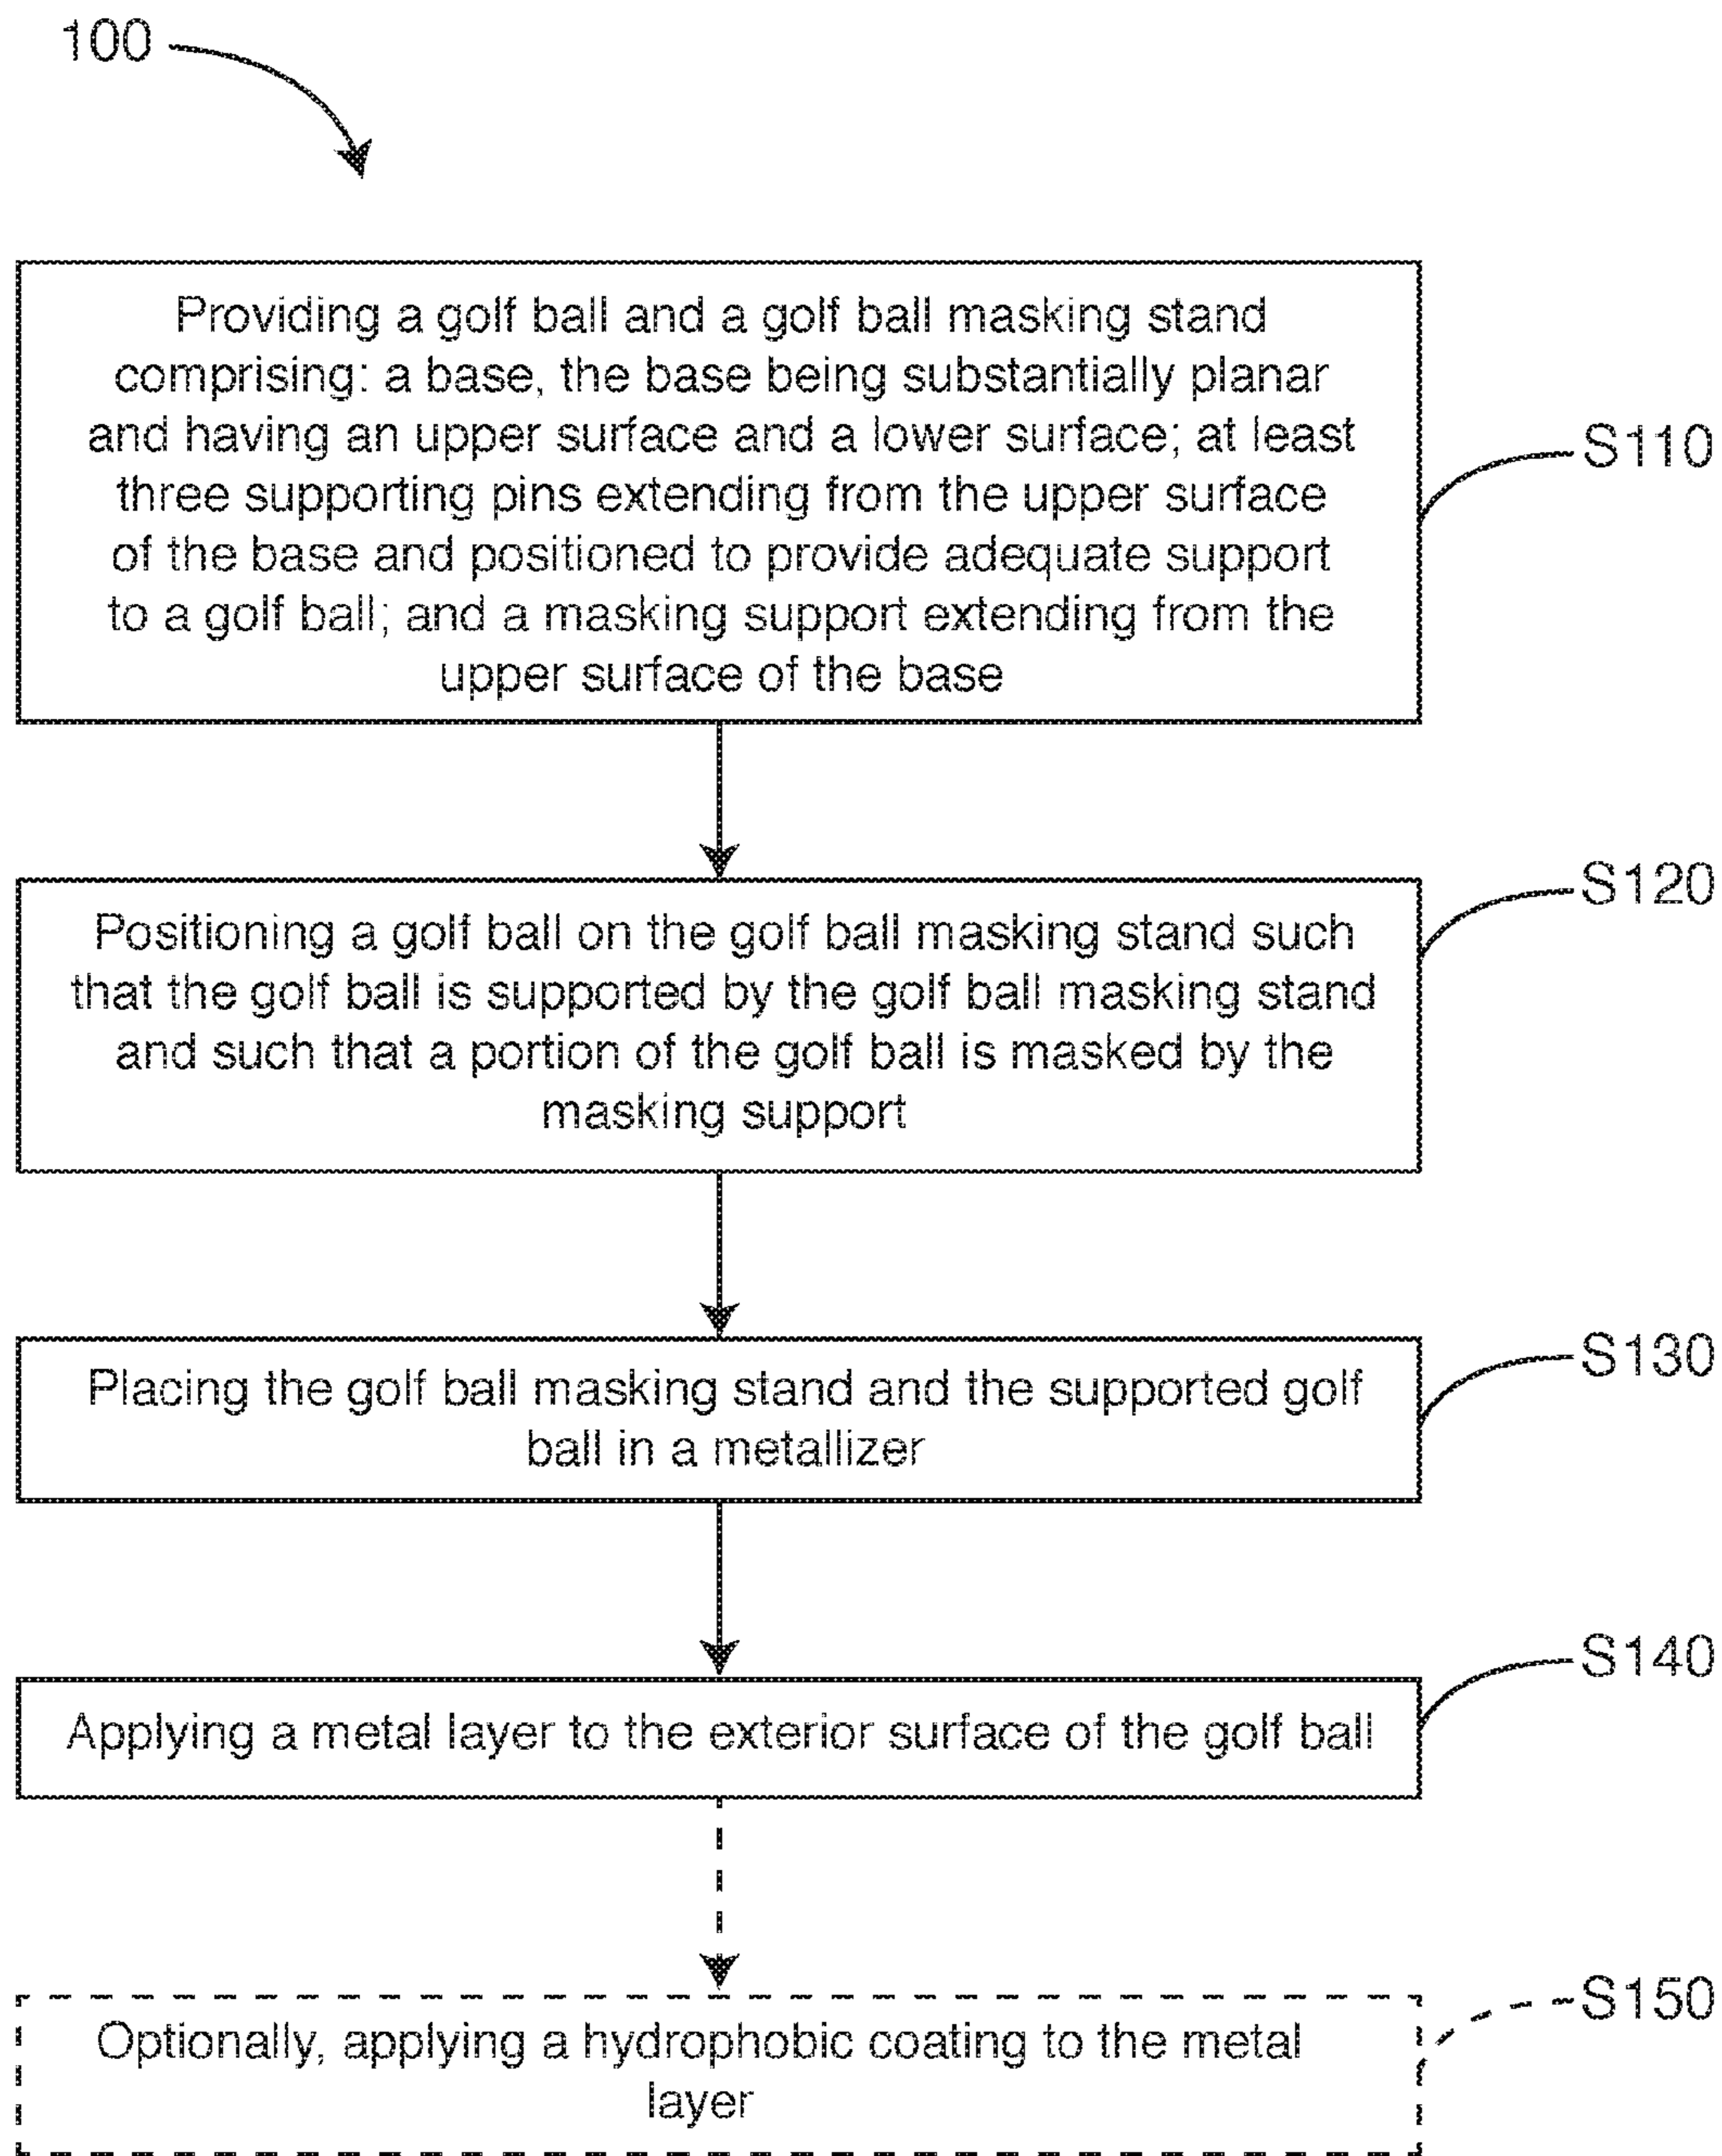 100
Providing a golf ball and a golf ball masking stand
comprising: a base, the base being substantially planar
and having an upper surface and a lower surface; at least
three supporting pins extending from the upper surface
of the base and positioned to provide adequate support
to a golf ball; and a masking support extending from the
upper surface of the base
S110
Positioning a golf ball on the golf ball masking stand such
that the golf ball is supported by the golf ball masking stand
and such that a portion of the golf ball is masked by the
masking support
S120
Placing the golf ball masking stand and the supported golf
ball in a metallizer
S130
Applying a metal layer to the exterior surface of the golf ball
S140
Optionally, applying a hydrophobic coating to the metal
layer
S150